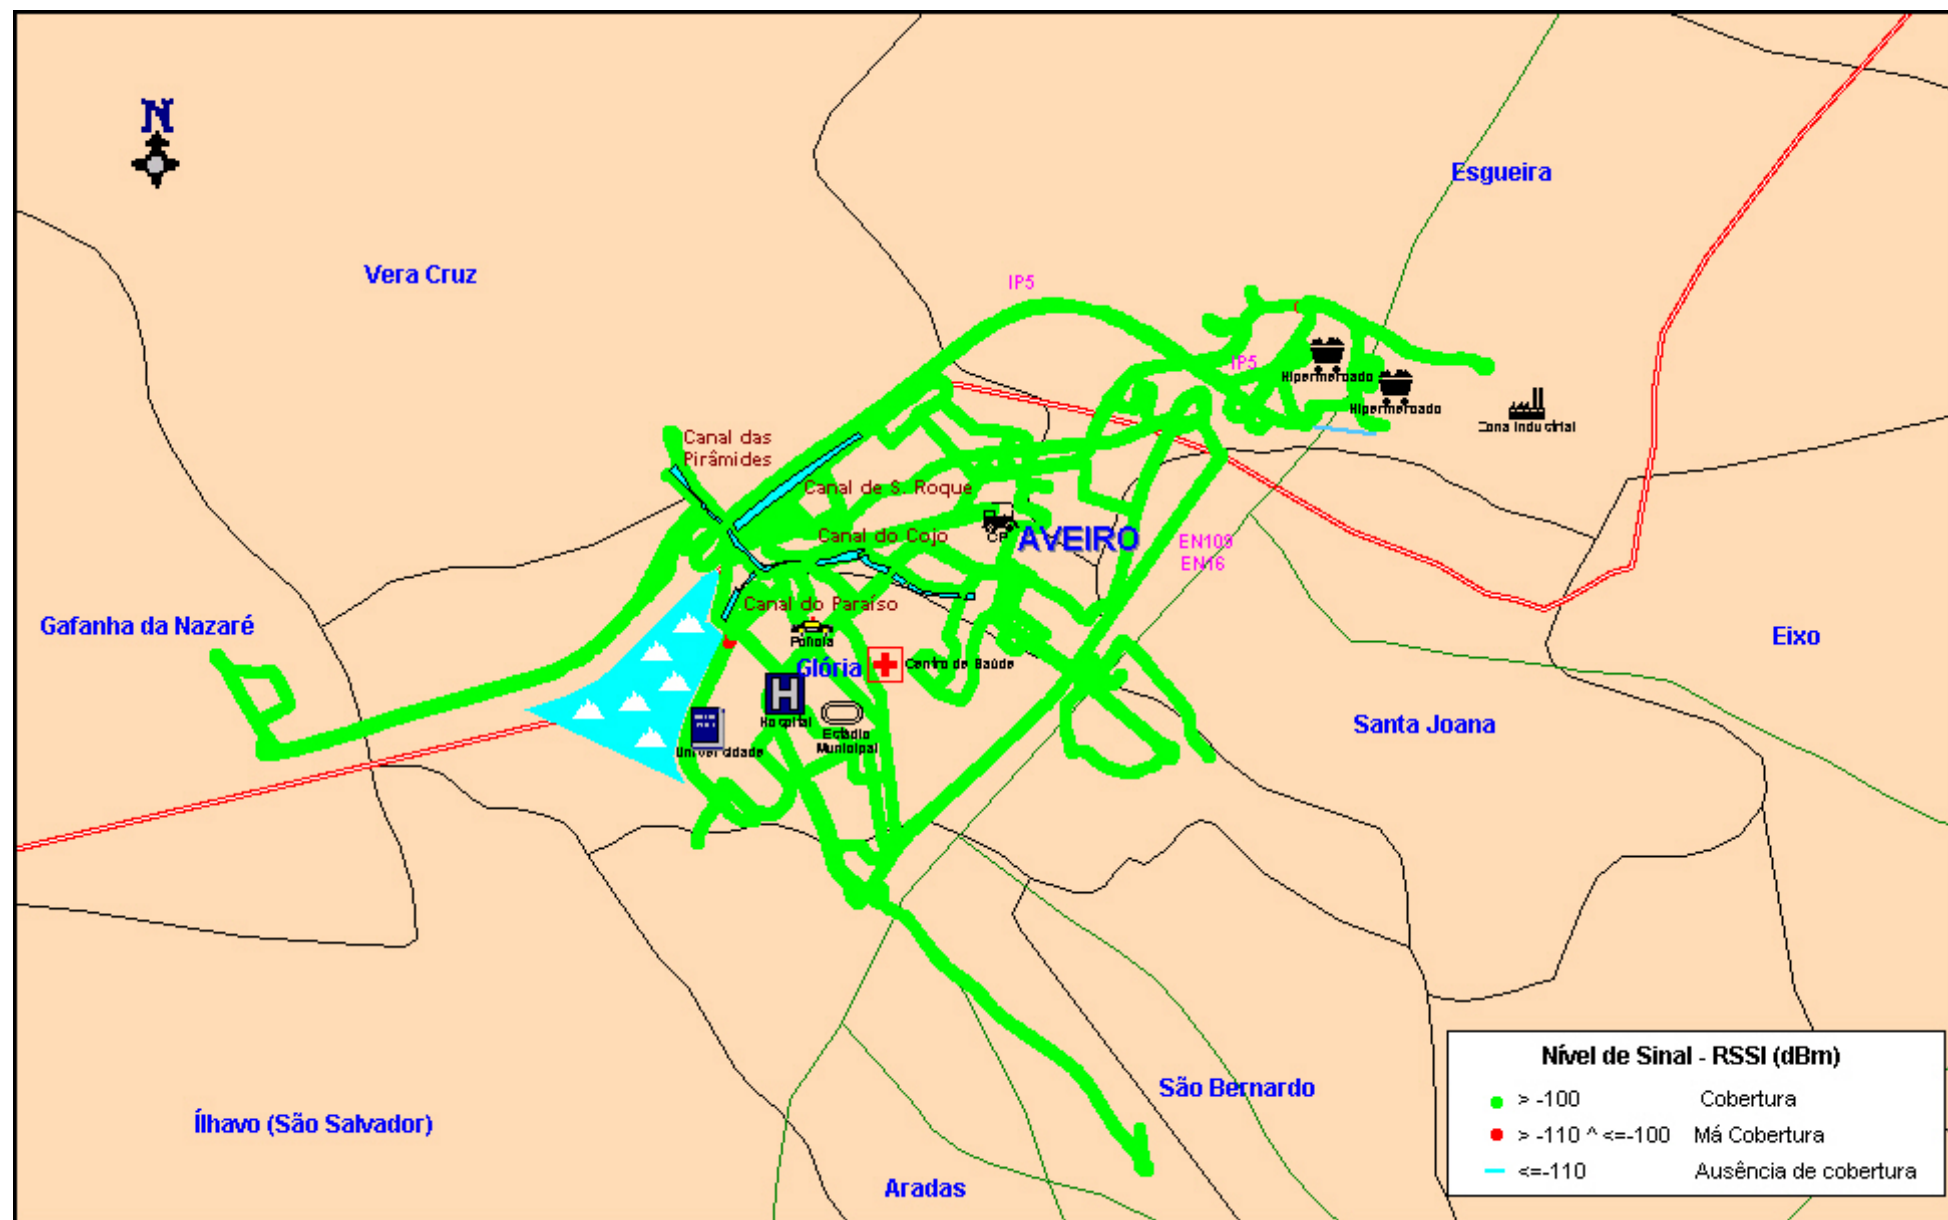 N
Esgueira
Vera Cruz
IP5
IP5
Hipermercado
Hipermercado
Zona Industrial
Canal das
Pirâmides
Canal de S. Roque
Canal do Cojo
CP
AVEIRO
EN109
EN16
Canal do Paraíso
Gafanha da Nazaré
Polícia
Eixo
Glória
Centro de Saúde
H
Hospital
Santa Joana
Estádio
Municipal
Universidade
São Bernardo
Ílhavo (São Salvador)
Aradas
Nível de Sinal - RSSI (dBm)
> -100 Cobertura
> -110 ^ <=-100 Má Cobertura
<=-110 Ausência de cobertura